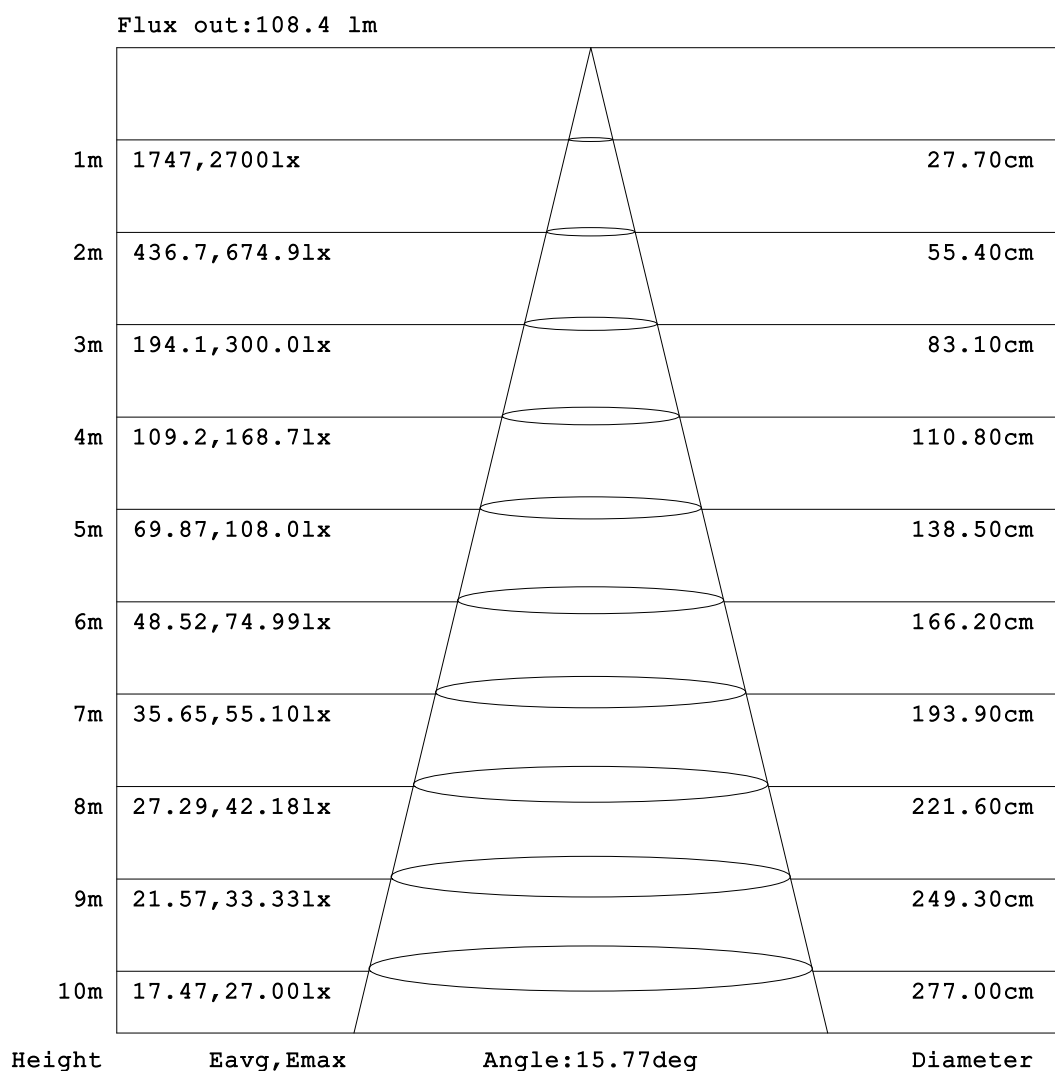 Flux out:108.4 lm
1m 1747,2700lx 27.70cm
2m 436.7,674.9lx 55.40cm
3m 194.1,300.0lx 83.10cm
4m 109.2,168.7lx 110.80cm
5m 69.87,108.0lx 138.50cm
6m 48.52,74.99lx 166.20cm
7m 35.65,55.10lx 193.90cm
8m 27.29,42.18lx 221.60cm
9m 21.57,33.33lx 249.30cm
10m 17.47,27.00lx 277.00cm
Height Eavg,Emax Angle:15.77deg Diameter